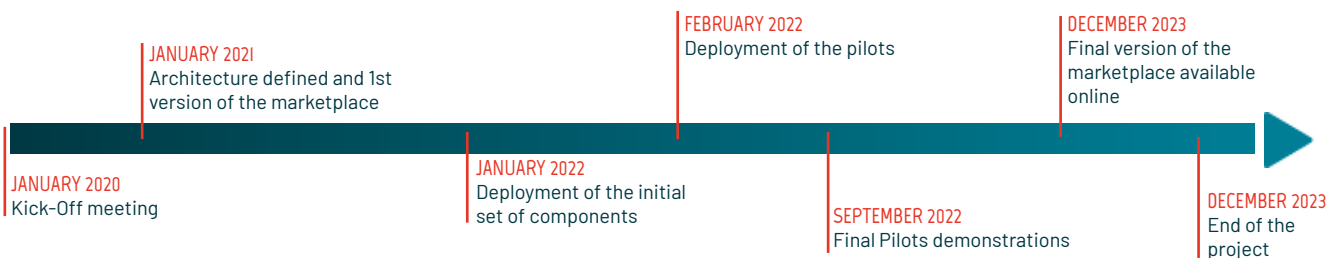 JANUARY 2020
Kick-Off meeting
JANUARY 2021
Architecture defined and 1st
version of the marketplace
JANUARY 2022
Deployment of the initial
set of components
FEBRUARY 2022
Deployment of the pilots
SEPTEMBER 2022
Final Pilots demonstrations
DECEMBER 2023
Final version of the
marketplace available
online
DECEMBER 2023
End of the
project